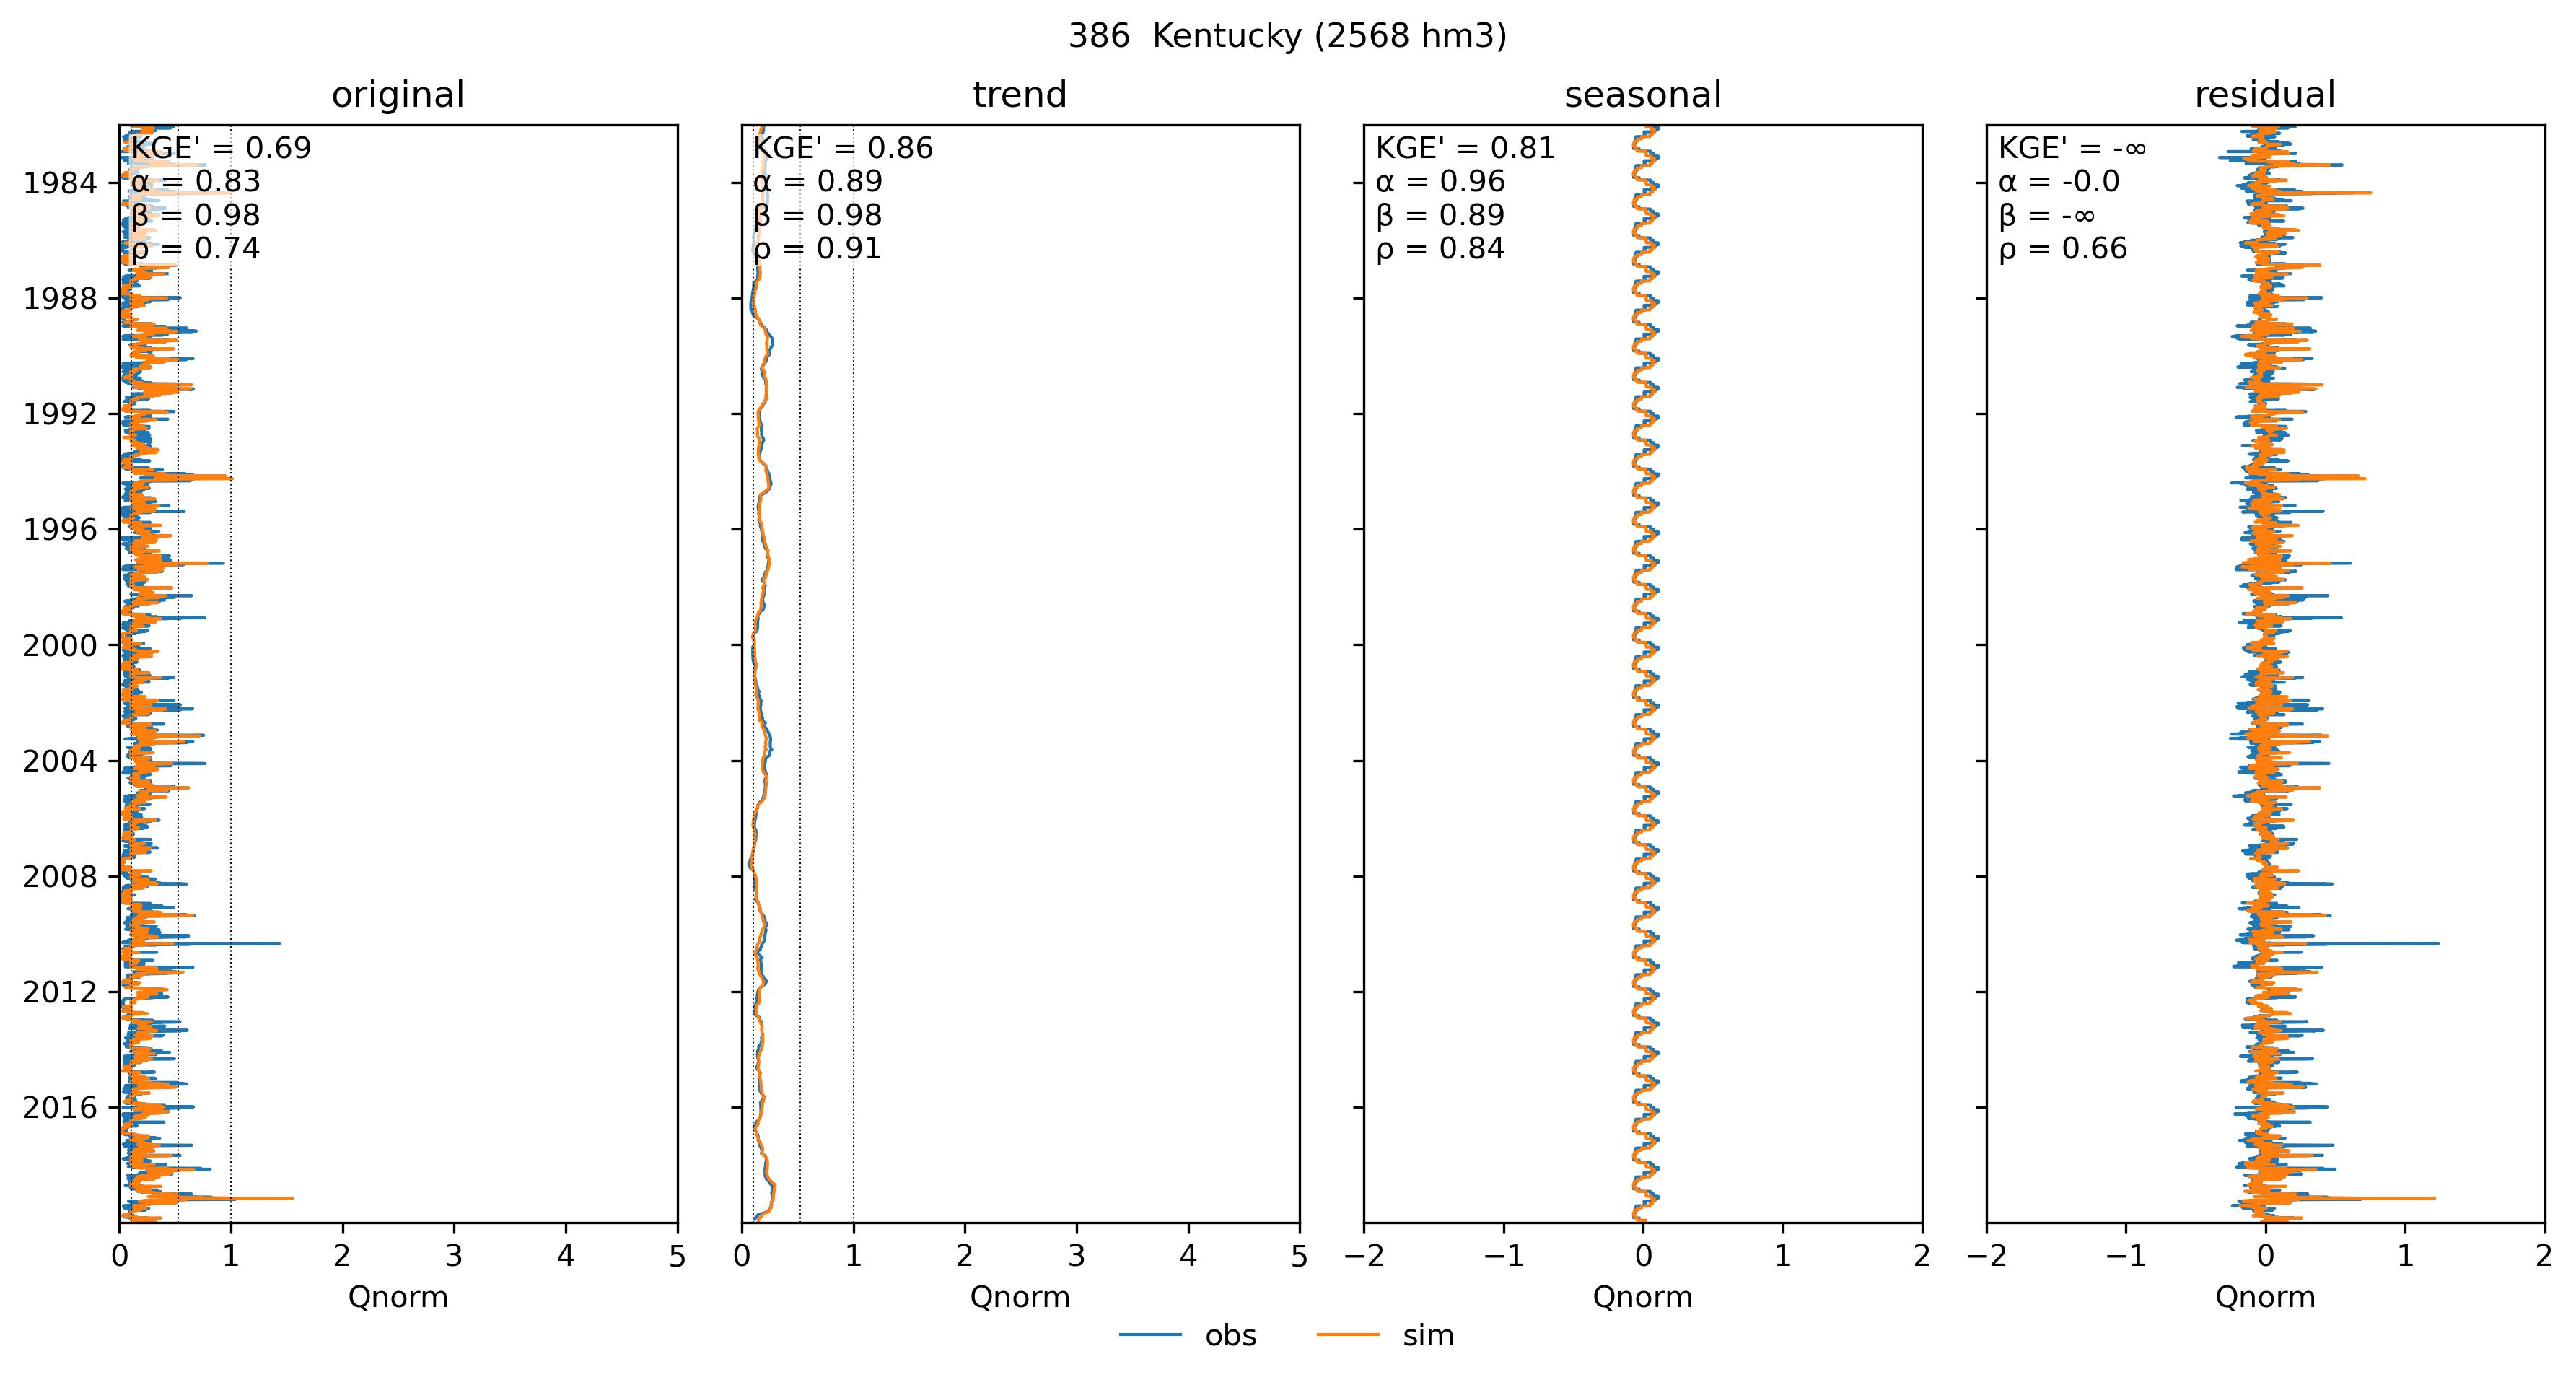 386  Kentucky (2568 hm3)
original
trend
seasonal
residual
KGE' = 0.69
α = 0.83
β = 0.98
ρ = 0.74
KGE' = 0.86
α = 0.89
β = 0.98
ρ = 0.91
KGE' = 0.81
α = 0.96
β = 0.89
ρ = 0.84
KGE' = -∞
α = -0.0
β = -∞
ρ = 0.66
1984
1988
1992
1996
2000
2004
2008
2012
2016
0 1 2 3 4 5
0 1 2 3 4 5
−2 −1 0 1 2
−2 −1 0 1 2
Qnorm
Qnorm
Qnorm
Qnorm
obs
sim